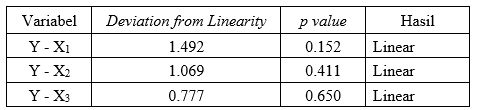 Variabel Deviation from Linearity p value Hasil
Y - X1 1.492 0.152 Linear
Y - X2 1.069 0.411 Linear
Y - X3 0.777 0.650 Linear